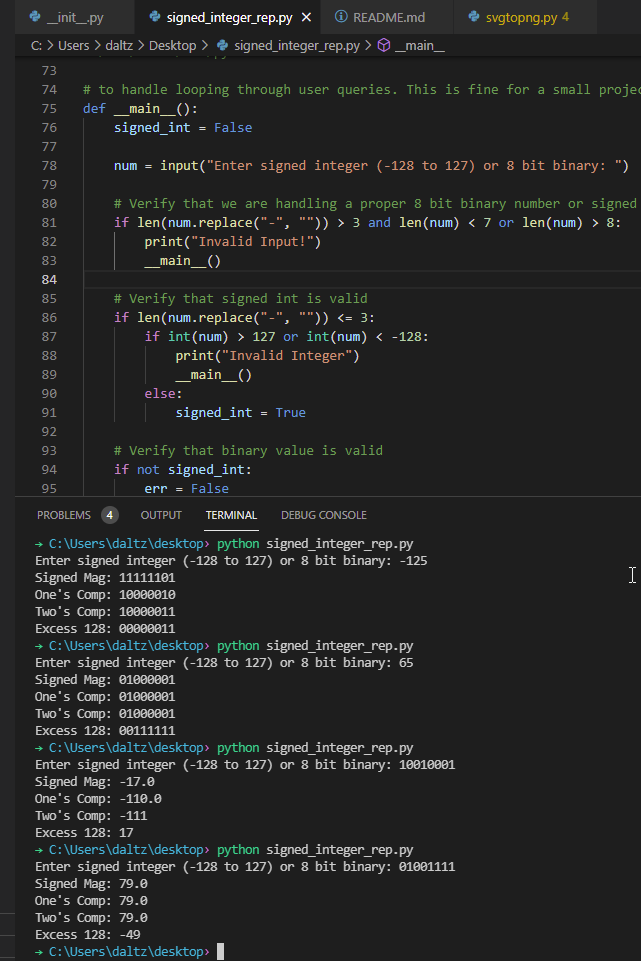 __init__.py signed_integer_rep.py README.md svgtopng.py 4
C: > Users > daltz > Desktop > signed_integer_rep.py > __main__
73
74 # to handle looping through user queries. This is fine for a small projec
75 def __main__():
76 signed_int = False
77
78 num = input("Enter signed integer (-128 to 127) or 8 bit binary: ")
79
80 # Verify that we are handling a proper 8 bit binary number or signed
81 if len(num.replace("-", "")) > 3 and len(num) < 7 or len(num) > 8:
82 print("Invalid Input!")
83 __main__()
84
85 # Verify that signed int is valid
86 if len(num.replace("-", "")) <= 3:
87 if int(num) > 127 or int(num) < -128:
88 print("Invalid Integer")
89 __main__()
90 else:
91 signed_int = True
92
93 # Verify that binary value is valid
94 if not signed_int:
95 err = False
PROBLEMS 4 OUTPUT TERMINAL DEBUG CONSOLE
→ C:\Users\daltz\desktop› python signed_integer_rep.py
Enter signed integer (-128 to 127) or 8 bit binary: -125
Signed Mag: 11111101
One's Comp: 10000010
Two's Comp: 10000011
Excess 128: 00000011
→ C:\Users\daltz\desktop› python signed_integer_rep.py
Enter signed integer (-128 to 127) or 8 bit binary: 65
Signed Mag: 01000001
One's Comp: 01000001
Two's Comp: 01000001
Excess 128: 00111111
→ C:\Users\daltz\desktop› python signed_integer_rep.py
Enter signed integer (-128 to 127) or 8 bit binary: 10010001
Signed Mag: -17.0
One's Comp: -110.0
Two's Comp: -111
Excess 128: 17
→ C:\Users\daltz\desktop› python signed_integer_rep.py
Enter signed integer (-128 to 127) or 8 bit binary: 01001111
Signed Mag: 79.0
One's Comp: 79.0
Two's Comp: 79.0
Excess 128: -49
→ C:\Users\daltz\desktop›